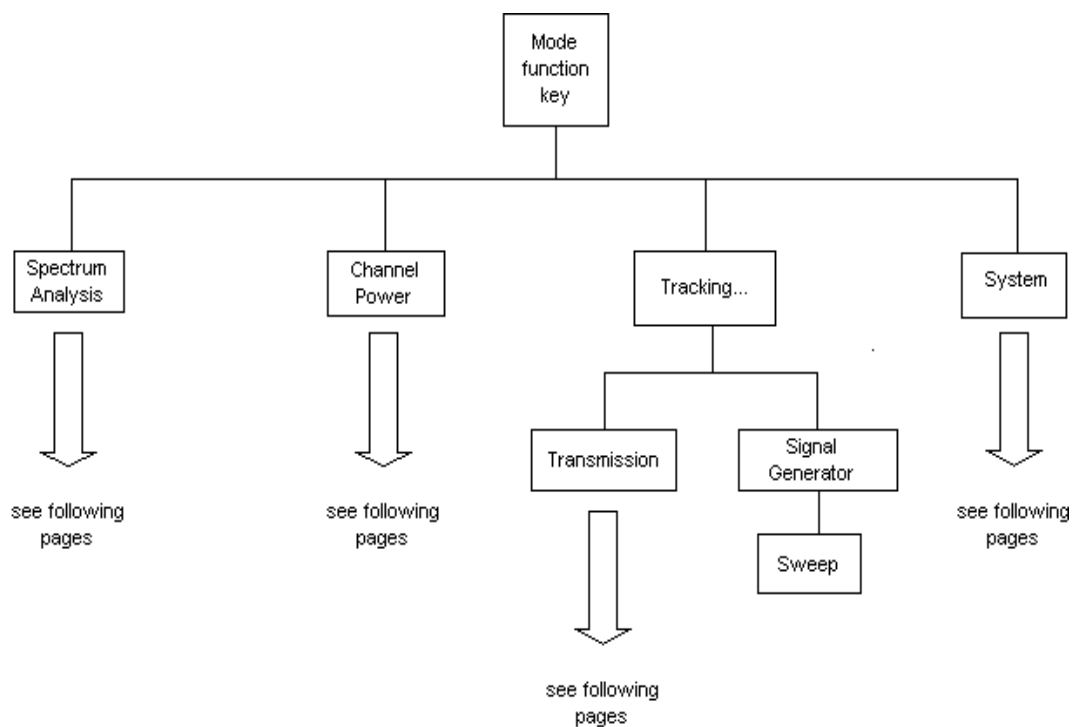 Mode
function
key
Spectrum
Analysis
Channel
Power
Tracking...
System
Transmission
Signal
Generator
see following
pages
see following
pages
see following
pages
Sweep
see following
pages